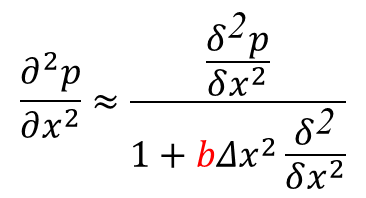 ∂²p/∂x² ≈ (δ²p/δx²)/(1 + bΔx² δ²/δx²)